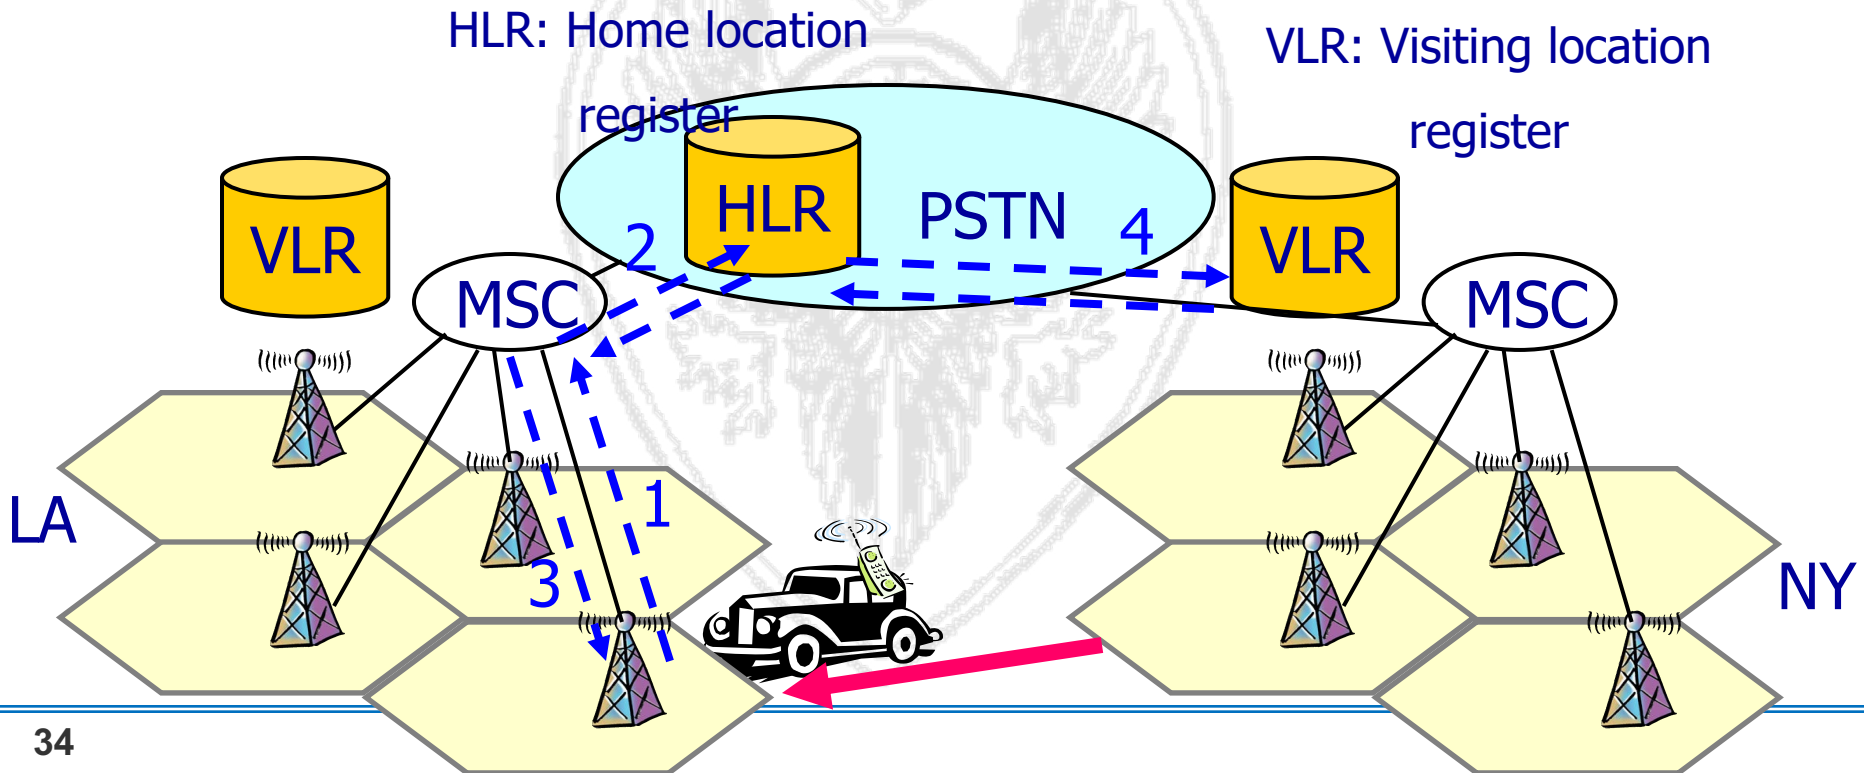 HLR: Home location
register
VLR: Visiting location
register
VLR
HLR
PSTN
VLR
MSC
MSC
2
4
1
3
LA
NY
34